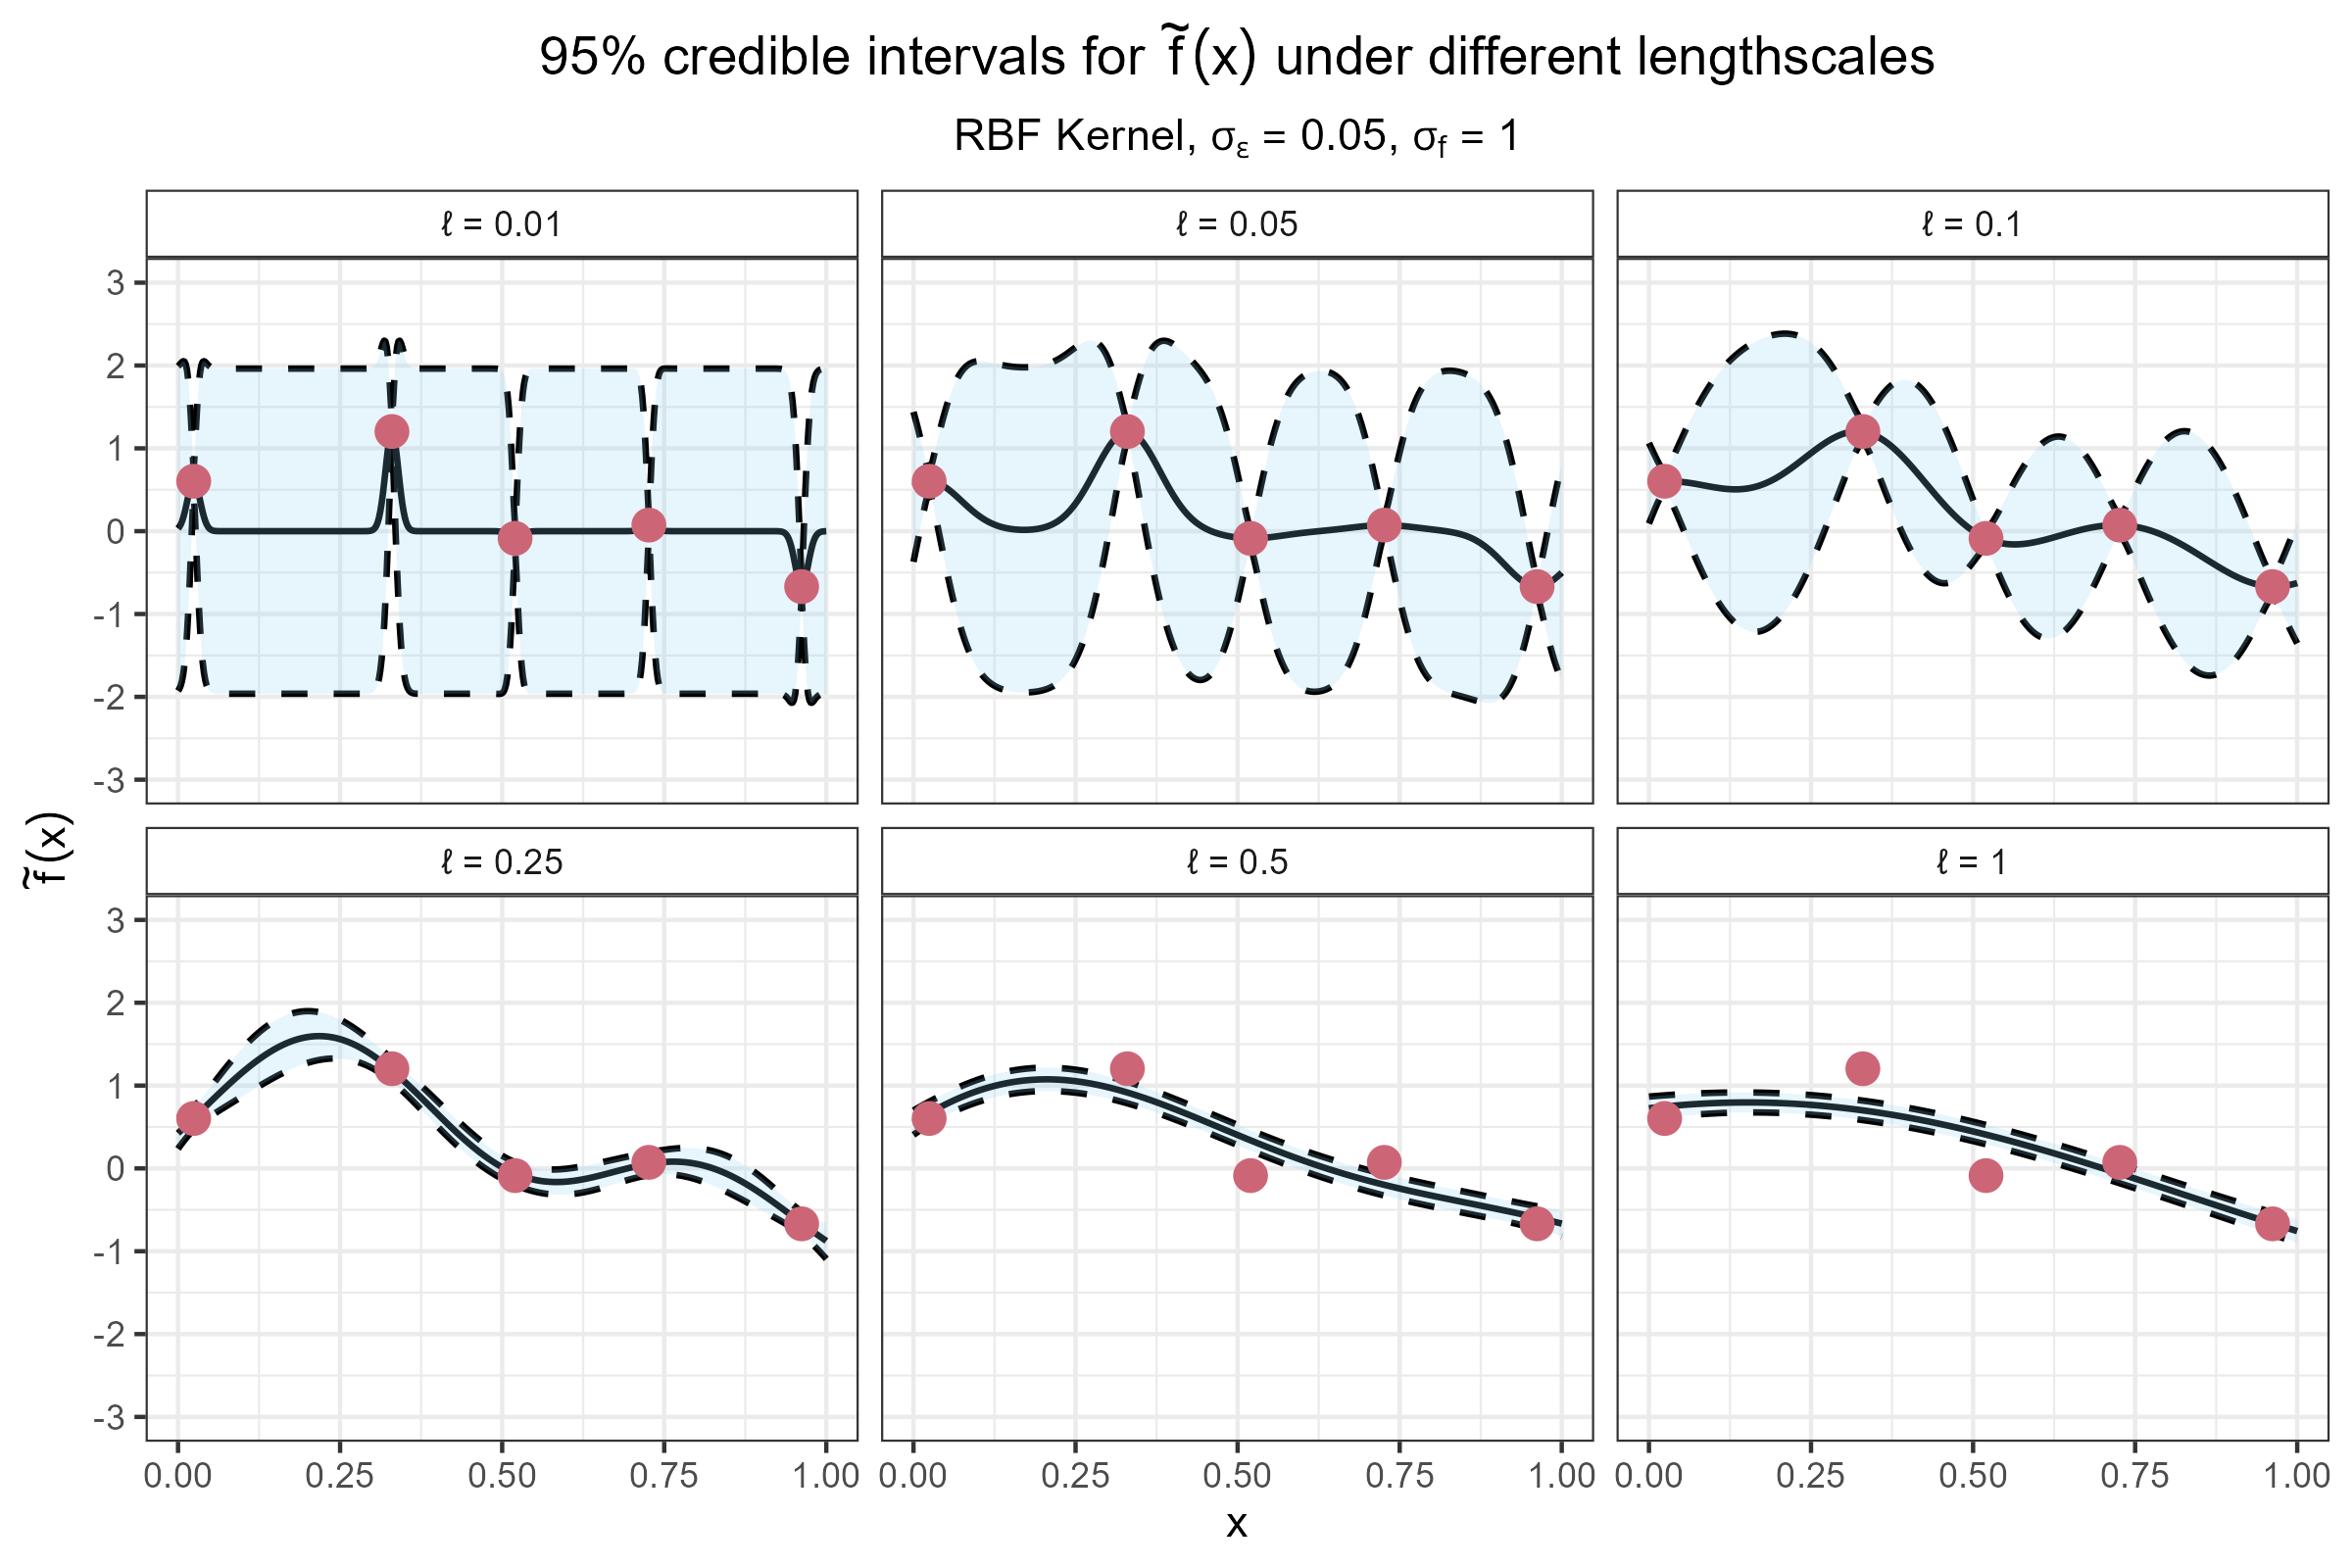 95% credible intervals for f̃(x) under different lengthscales
RBF Kernel, σε = 0.05, σf = 1
ℓ = 0.01
ℓ = 0.05
ℓ = 0.1
3
2
1
0
-1
-2
-3
f̃(x)
ℓ = 0.25
ℓ = 0.5
ℓ = 1
3
2
1
0
-1
-2
-3
0.00 0.25 0.50 0.75 1.00
0.00 0.25 0.50 0.75 1.00
0.00 0.25 0.50 0.75 1.00
x